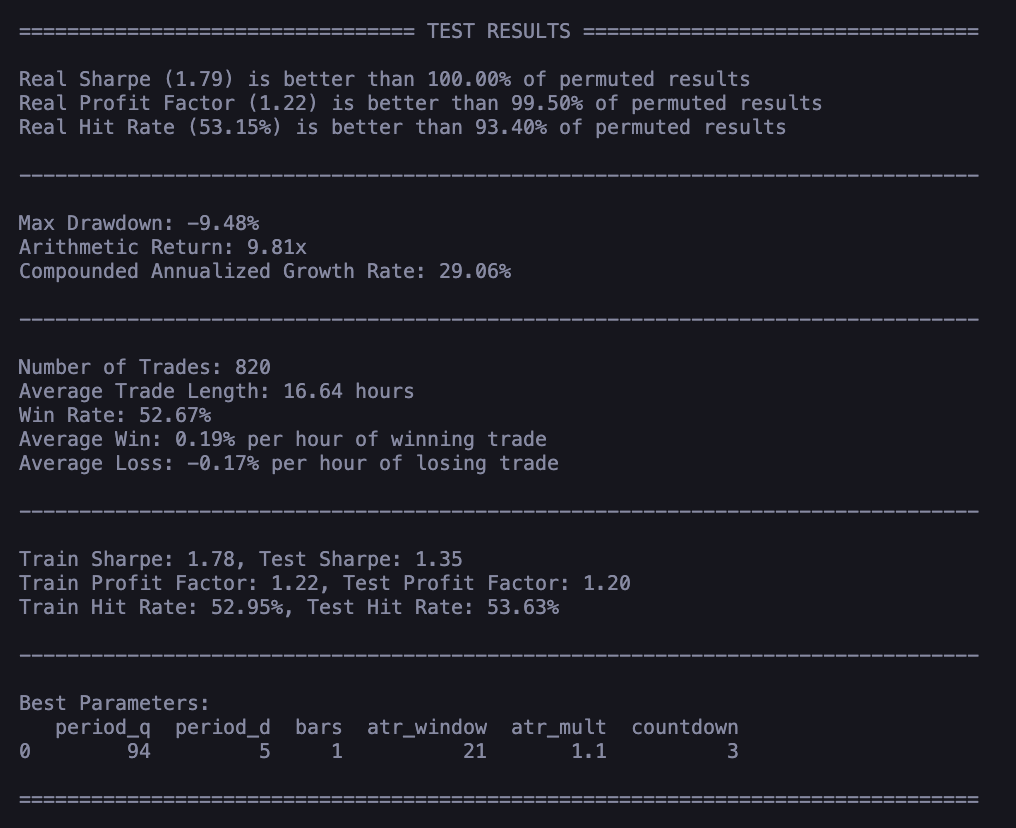 ================================= TEST RESULTS =================================
Real Sharpe (1.79) is better than 100.00% of permuted results
Real Profit Factor (1.22) is better than 99.50% of permuted results
Real Hit Rate (53.15%) is better than 93.40% of permuted results
--------------------------------------------------------------------------------
Max Drawdown: -9.48%
Arithmetic Return: 9.81x
Compounded Annualized Growth Rate: 29.06%
--------------------------------------------------------------------------------
Number of Trades: 820
Average Trade Length: 16.64 hours
Win Rate: 52.67%
Average Win: 0.19% per hour of winning trade
Average Loss: -0.17% per hour of losing trade
--------------------------------------------------------------------------------
Train Sharpe: 1.78, Test Sharpe: 1.35
Train Profit Factor: 1.22, Test Profit Factor: 1.20
Train Hit Rate: 52.95%, Test Hit Rate: 53.63%
--------------------------------------------------------------------------------
Best Parameters:
   period_q  period_d  bars  atr_window  atr_mult  countdown
0        94         5     1          21       1.1          3
================================================================================